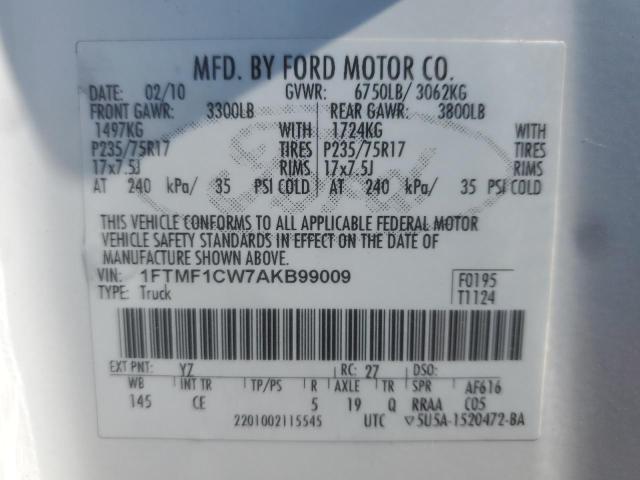 MFD. BY FORD MOTOR CO.
DATE: 02/10 GVWR: 6750LB/ 3062KG
FRONT GAWR: 3300LB REAR GAWR: 3800LB
1497KG WITH 1724KG WITH
P235/75R17 TIRES P235/75R17 TIRES
17x7.5J RIMS 17x7.5J RIMS
AT 240 kPa/ 35 PSI COLD AT 240 kPa/ 35 PSI COLD
THIS VEHICLE CONFORMS TO ALL APPLICABLE FEDERAL MOTOR
VEHICLE SAFETY STANDARDS IN EFFECT ON THE DATE OF
MANUFACTURE SHOWN ABOVE.
VIN: 1FTMF1CW7AKB99009 F0195
TYPE: Truck T1124
EXT PNT: YZ RC: 27 DSO:
WB INT TR TP/PS R AXLE TR SPR AF616
145 CE 5 19 Q RRAA C05
2201002115545 UTC ▽5U5A-1520472-BA